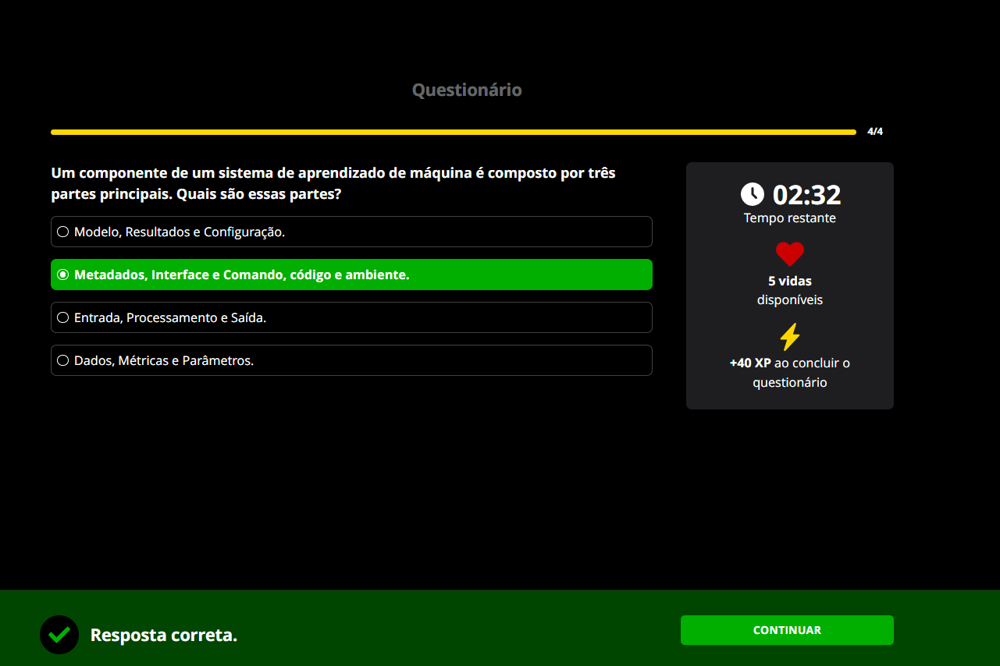 Questionário
4/4
Um componente de um sistema de aprendizado de máquina é composto por três
partes principais. Quais são essas partes?
Modelo, Resultados e Configuração.
Metadados, Interface e Comando, código e ambiente.
Entrada, Processamento e Saída.
Dados, Métricas e Parâmetros.
02:32
Tempo restante
5 vidas
disponíveis
+40 XP ao concluir o
questionário
Resposta correta.
CONTINUAR